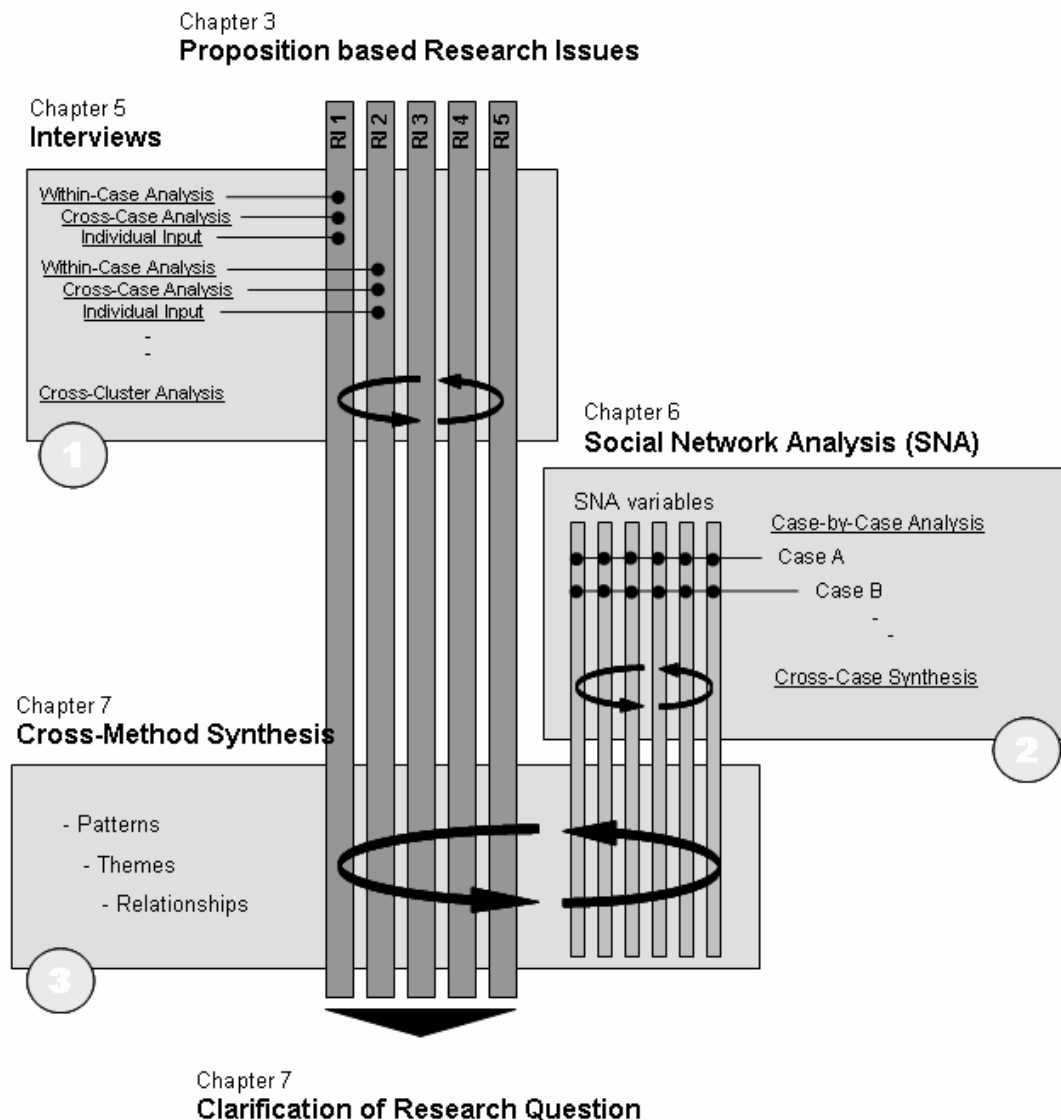 Chapter 3
Proposition based Research Issues
Chapter 5
Interviews
RI 1
RI 2
RI 3
RI 4
RI 5
Within-Case Analysis
Cross-Case Analysis
Individual Input
Within-Case Analysis
Cross-Case Analysis
Individual Input
-
-
Cross-Cluster Analysis
1
Chapter 6
Social Network Analysis (SNA)
SNA variables
Case-by-Case Analysis
Case A
Case B
-
-
Cross-Case Synthesis
2
Chapter 7
Cross-Method Synthesis
- Patterns
- Themes
- Relationships
3
Chapter 7
Clarification of Research Question